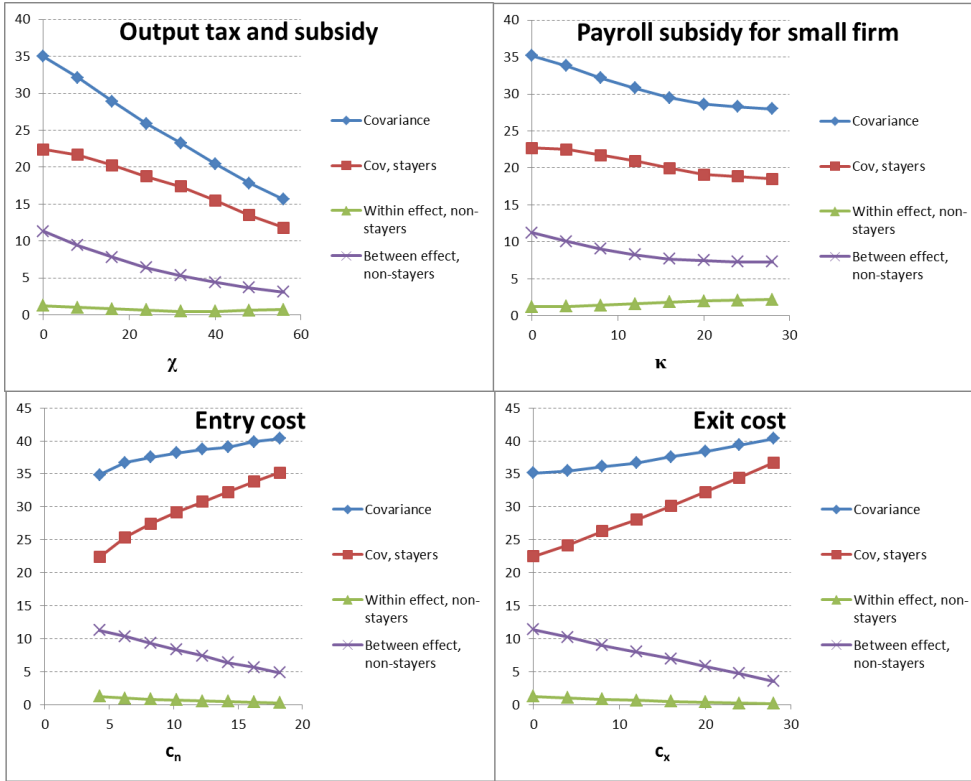 Output tax and subsidy
40
35
30
25
20
15
10
5
0
0 20 40 60
χ
Covariance
Cov, stayers
Within effect, non-
stayers
Between effect,
non-stayers
Payroll subsidy for small firm
40
35
30
25
20
15
10
5
0
0 10 20 30
κ
Covariance
Cov, stayers
Within effect, non-
stayers
Between effect,
non-stayers
Entry cost
45
40
35
30
25
20
15
10
5
0
0 5 10 15 20
cn
Covariance
Cov, stayers
Within effect, non-
stayers
Between effect,
non-stayers
Exit cost
45
40
35
30
25
20
15
10
5
0
0 10 20 30
cx
Covariance
Cov, stayers
Within effect, non-
stayers
Between effect,
non-stayers